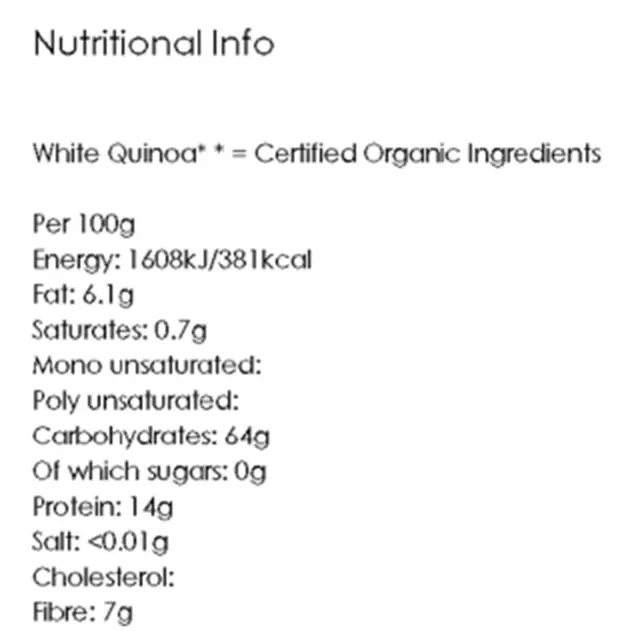 Nutritional Info
White Quinoa* * = Certified Organic Ingredients
Per 100g
Energy: 1608kJ/381kcal
Fat: 6.1g
Saturates: 0.7g
Mono unsaturated:
Poly unsaturated:
Carbohydrates: 64g
Of which sugars: 0g
Protein: 14g
Salt: <0.01g
Cholesterol:
Fibre: 7g